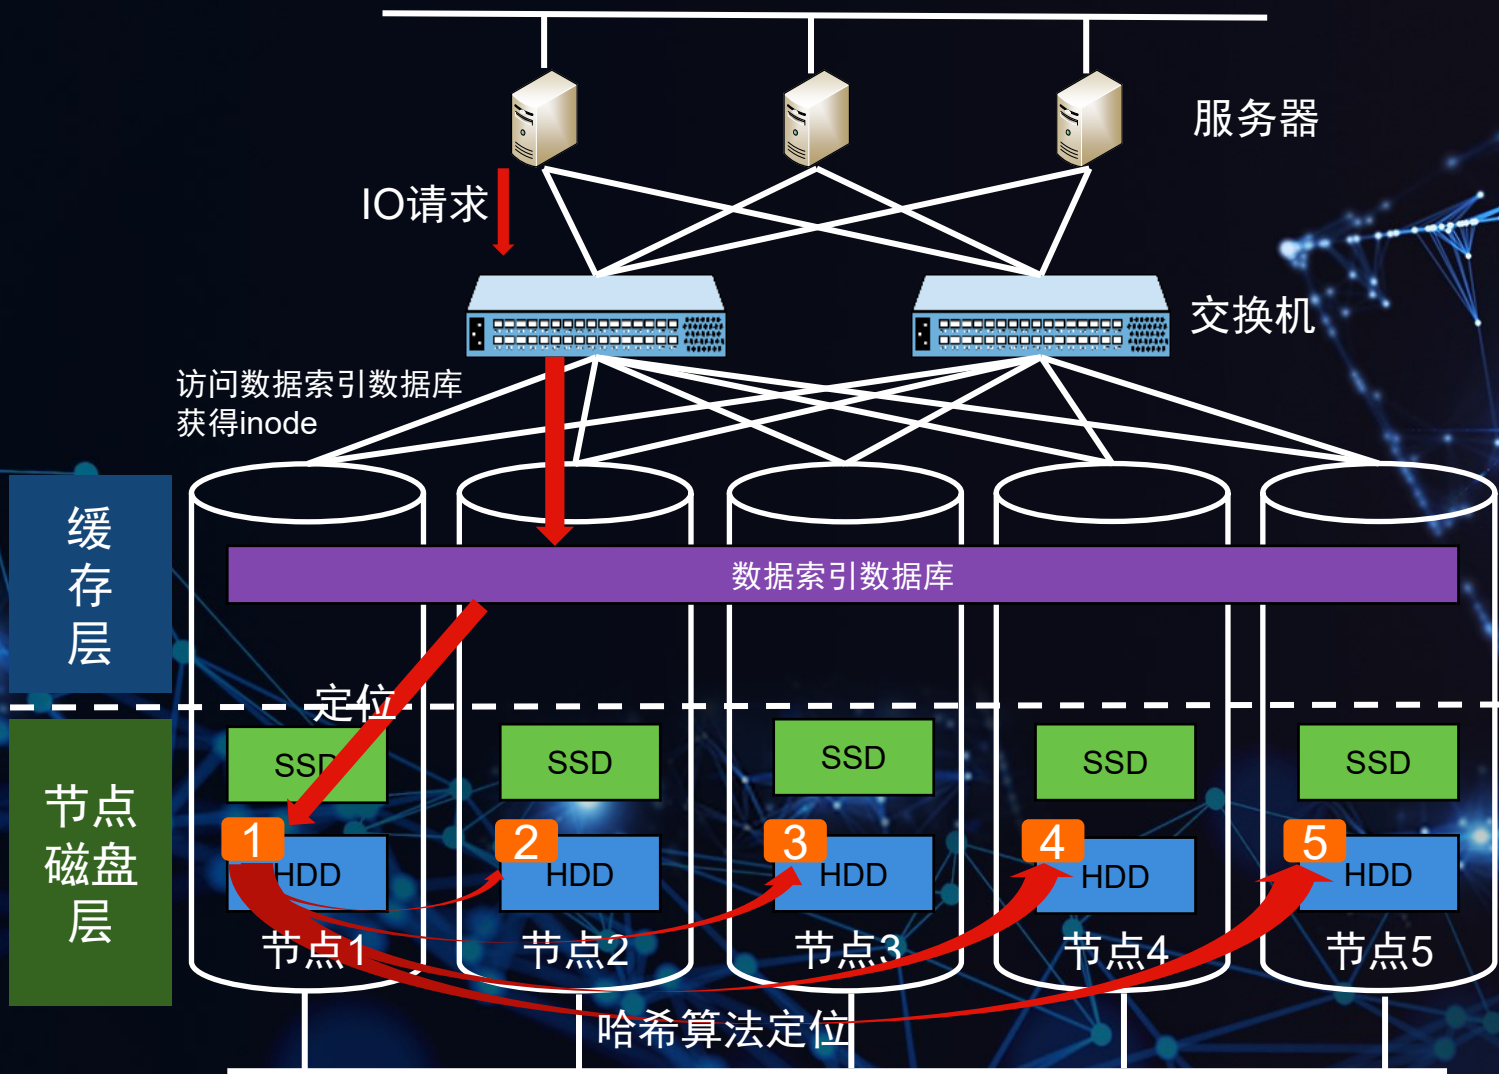 服务器
IO请求
交换机
访问数据索引数据库
获得inode
缓
存
层
数据索引数据库
定位
节点
磁盘
层
SSD
SSD
SSD
SSD
SSD
1
2
3
4
5
HDD
HDD
HDD
HDD
HDD
节点1
节点2
节点3
节点4
节点5
哈希算法定位